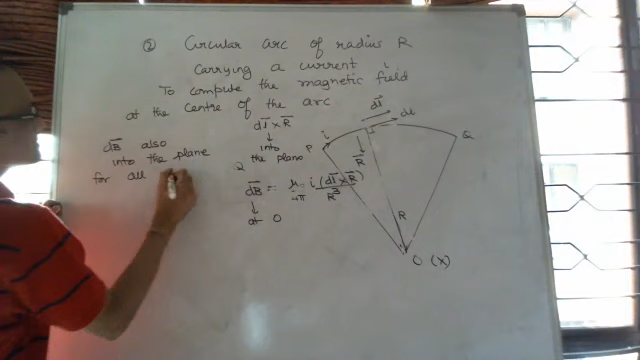 ② Circular arc of radius R
Carrying a current i
To compute the magnetic field
at the centre of the arc
dl⃗ × R⃗
↓
into
the plane
dB⃗ also
into the plane
for all
dB⃗ = μ/4π i (dl⃗ × R⃗)/R³
↓
at O
dl⃗
dl
i
P
Q
R⃗
R
O (X)